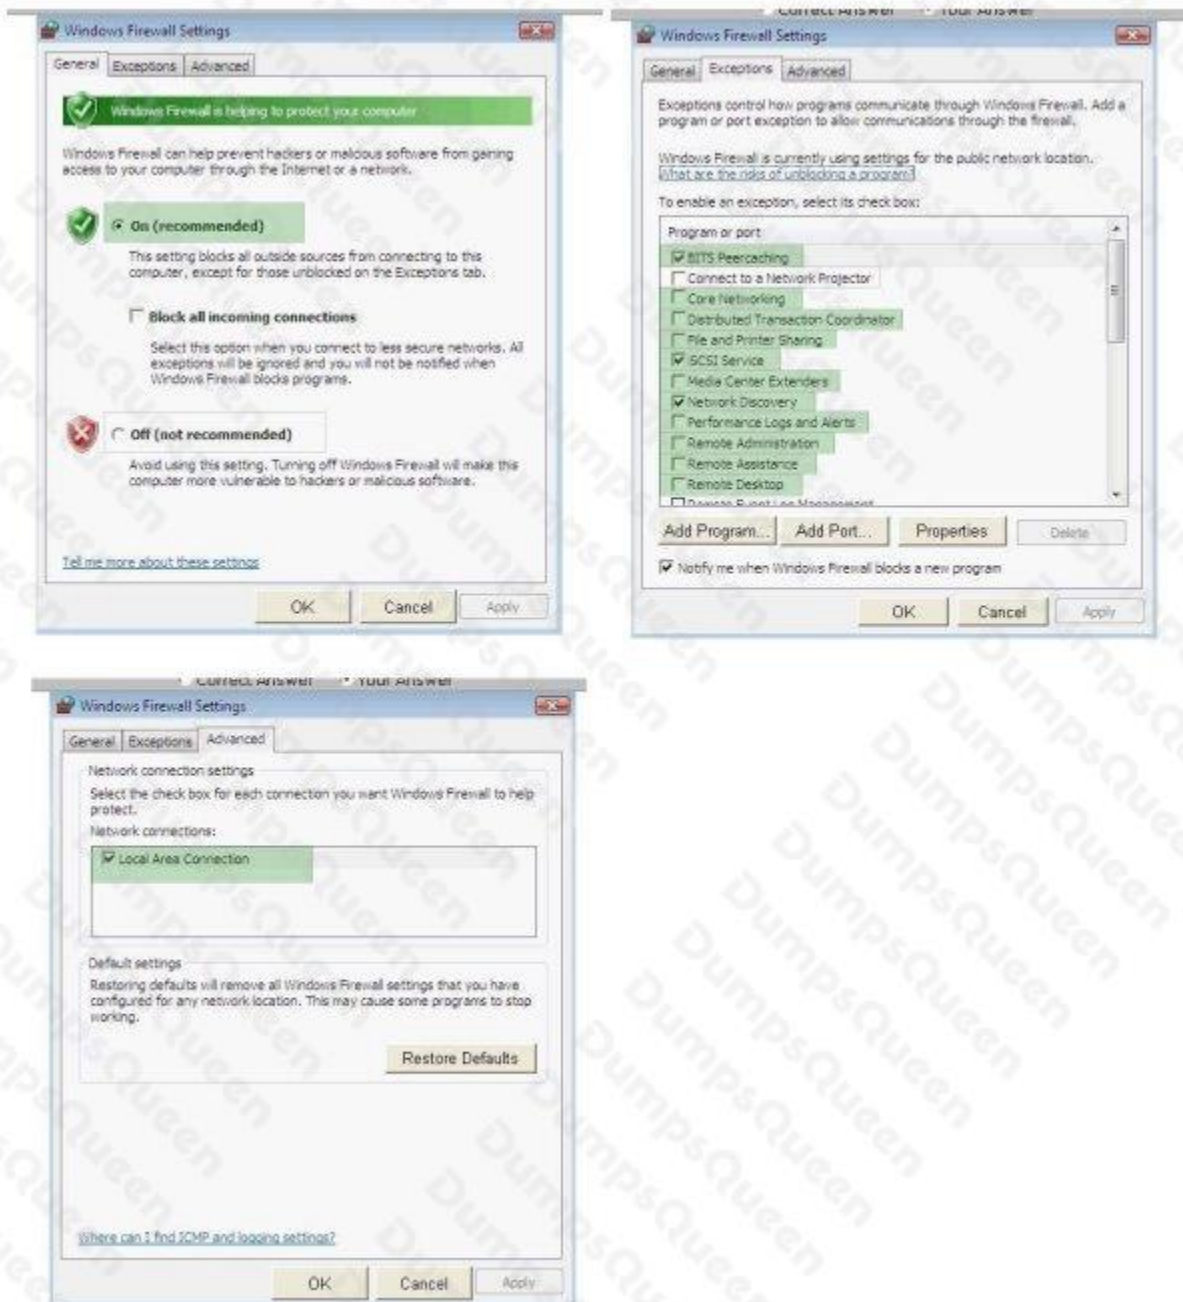 Windows Firewall Settings
General Exceptions Advanced
Windows Firewall is helping to protect your computer
Windows Firewall can help prevent hackers or malicious software from gaining
access to your computer through the Internet or a network.
On (recommended)
This setting blocks all outside sources from connecting to this
computer, except for those unblocked on the Exceptions tab.
Block all incoming connections
Select this option when you connect to less secure networks. All
exceptions will be ignored and you will not be notified when
Windows Firewall blocks programs.
Off (not recommended)
Avoid using this setting. Turning off Windows Firewall will make this
computer more vulnerable to hackers or malicious software.
Tell me more about these settings
OK Cancel Apply
Correct Answer Your Answer
Windows Firewall Settings
General Exceptions Advanced
Exceptions control how programs communicate through Windows Firewall. Add a
program or port exception to allow communications through the firewall.
Windows Firewall is currently using settings for the public network location.
What are the risks of unblocking a program?
To enable an exception, select its check box:
Program or port
BITS Peercaching
Connect to a Network Projector
Core Networking
Distributed Transaction Coordinator
File and Printer Sharing
iSCSI Service
Media Center Extenders
Network Discovery
Performance Logs and Alerts
Remote Administration
Remote Assistance
Remote Desktop
Remote Event Log Management
Add Program... Add Port... Properties Delete
Notify me when Windows Firewall blocks a new program
OK Cancel Apply
Correct Answer Your Answer
Windows Firewall Settings
General Exceptions Advanced
Network connection settings
Select the check box for each connection you want Windows Firewall to help
protect.
Network connections:
Local Area Connection
Default settings
Restoring defaults will remove all Windows Firewall settings that you have
configured for any network location. This may cause some programs to stop
working.
Restore Defaults
Where can I find ICMP and logging settings?
OK Cancel Apply
DumpsQueen